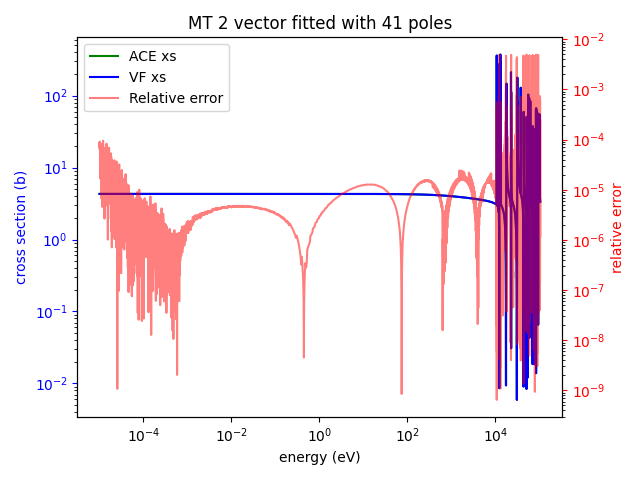 MT 2 vector fitted with 41 poles
ACE xs
VF xs
Relative error
cross section (b)
10^2
10^1
10^0
10^-1
10^-2
10^-2
10^-3
10^-4
10^-5
10^-6
10^-7
10^-8
10^-9
relative error
10^-4
10^-2
10^0
10^2
10^4
energy (eV)